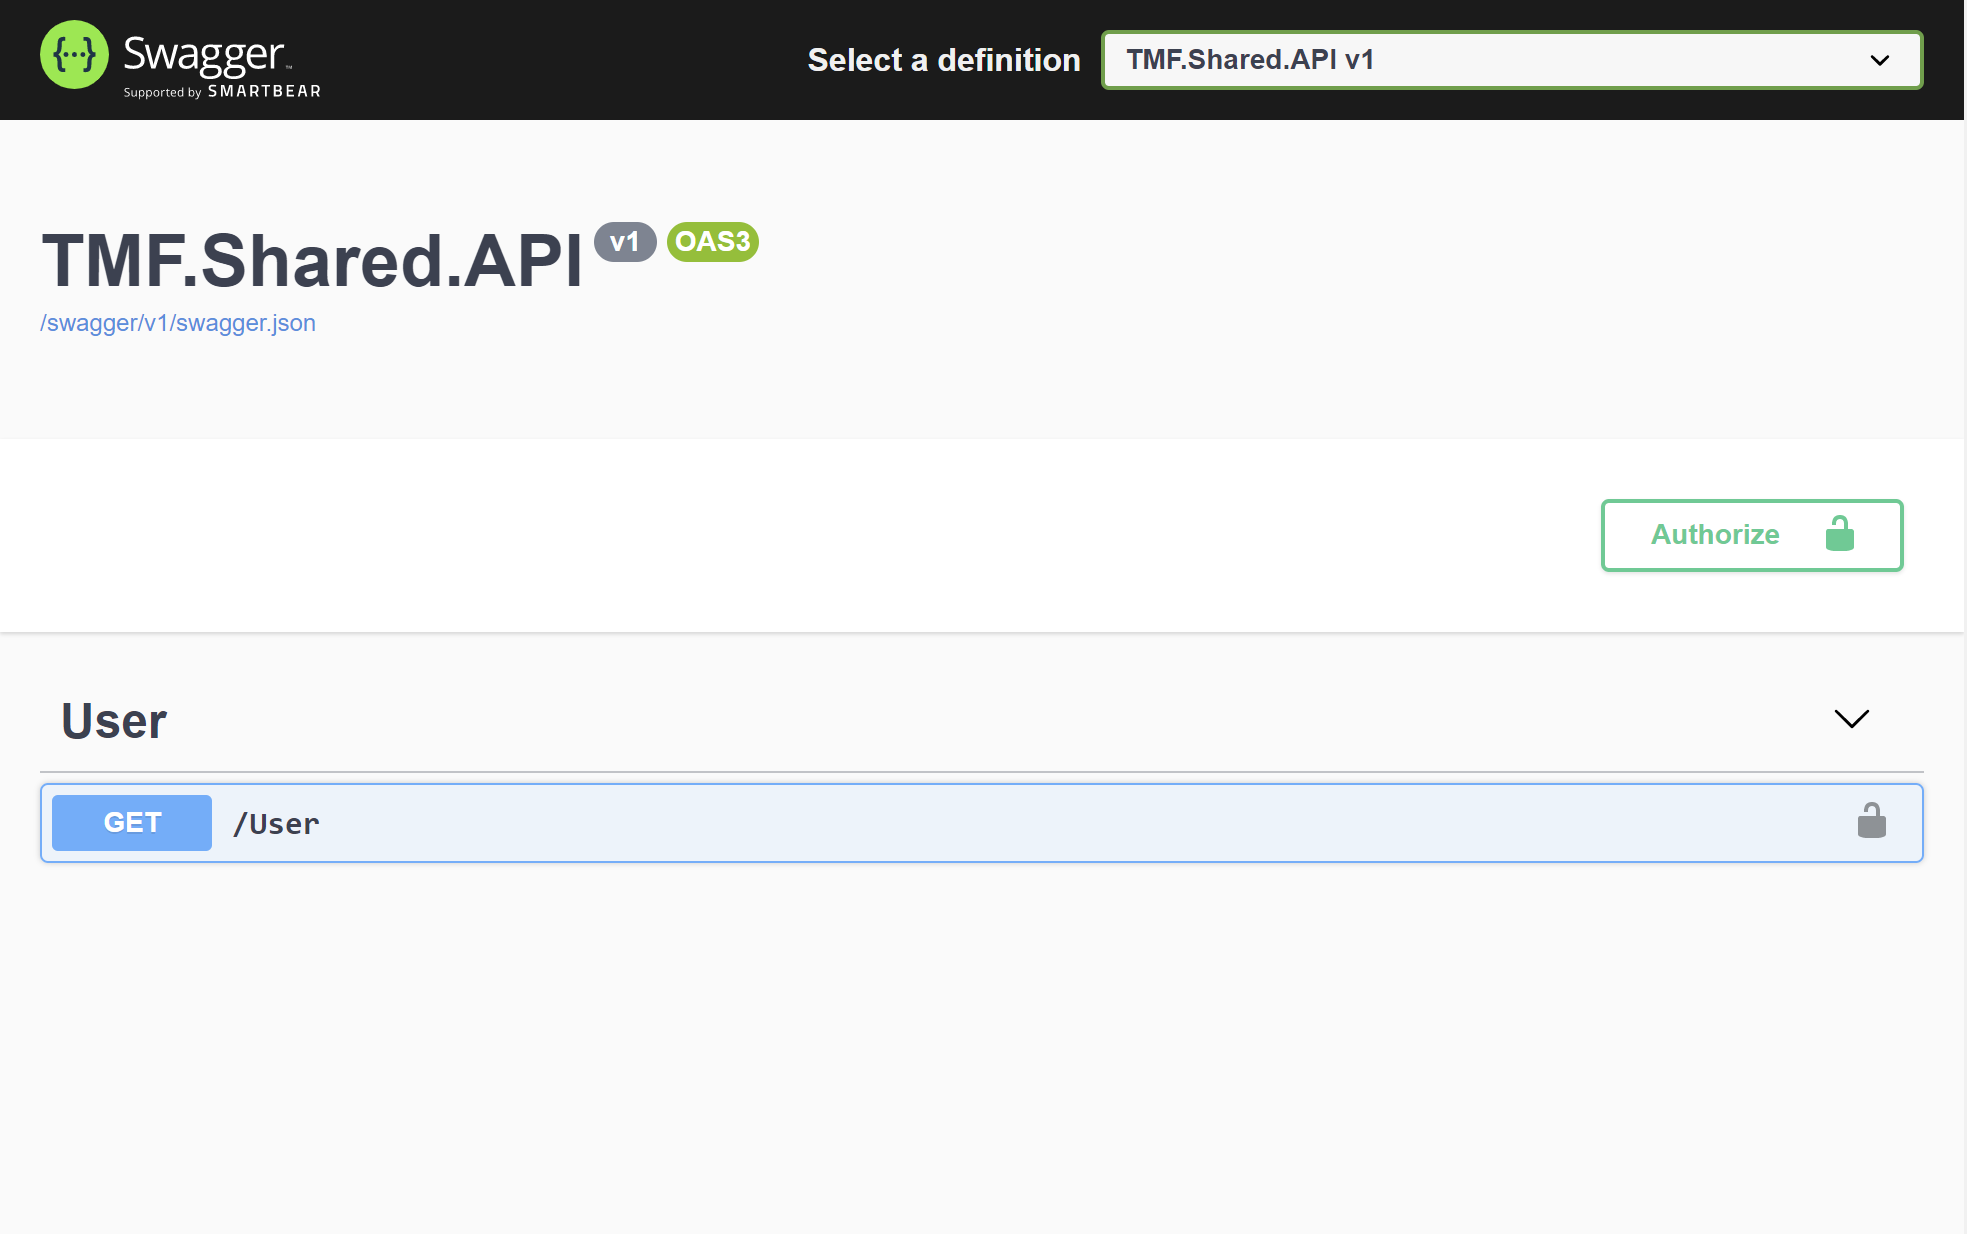 Swagger™
Supported by SMARTBEAR
Select a definition
TMF.Shared.API v1
TMF.Shared.API v1 OAS3
/swagger/v1/swagger.json
Authorize
User
GET /User